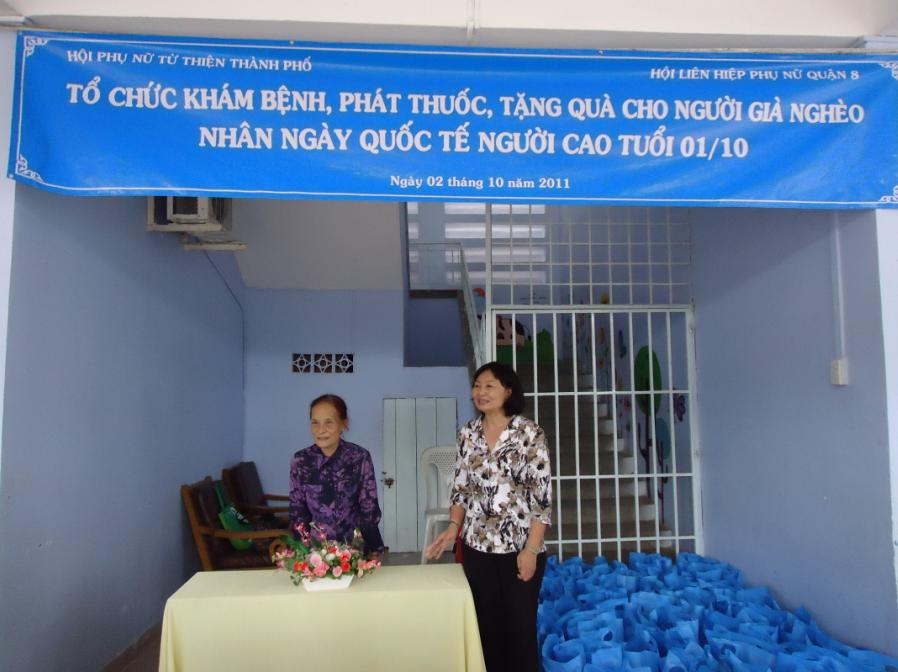 HỘI PHỤ NỮ TỪ THIỆN THÀNH PHỐ
HỘI LIÊN HIỆP PHỤ NỮ QUẬN 8
TỔ CHỨC KHÁM BỆNH, PHÁT THUỐC, TẶNG QUÀ CHO NGƯỜI GIÀ NGHÈO
NHÂN NGÀY QUỐC TẾ NGƯỜI CAO TUỔI 01/10
Ngày 02 tháng 10 năm 2011